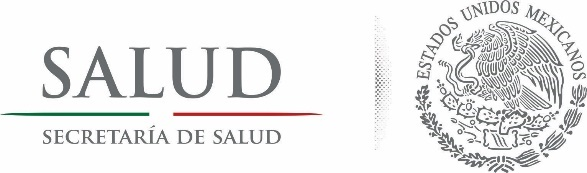 SALUD
SECRETARÍA DE SALUD
ESTADOS UNIDOS MEXICANOS